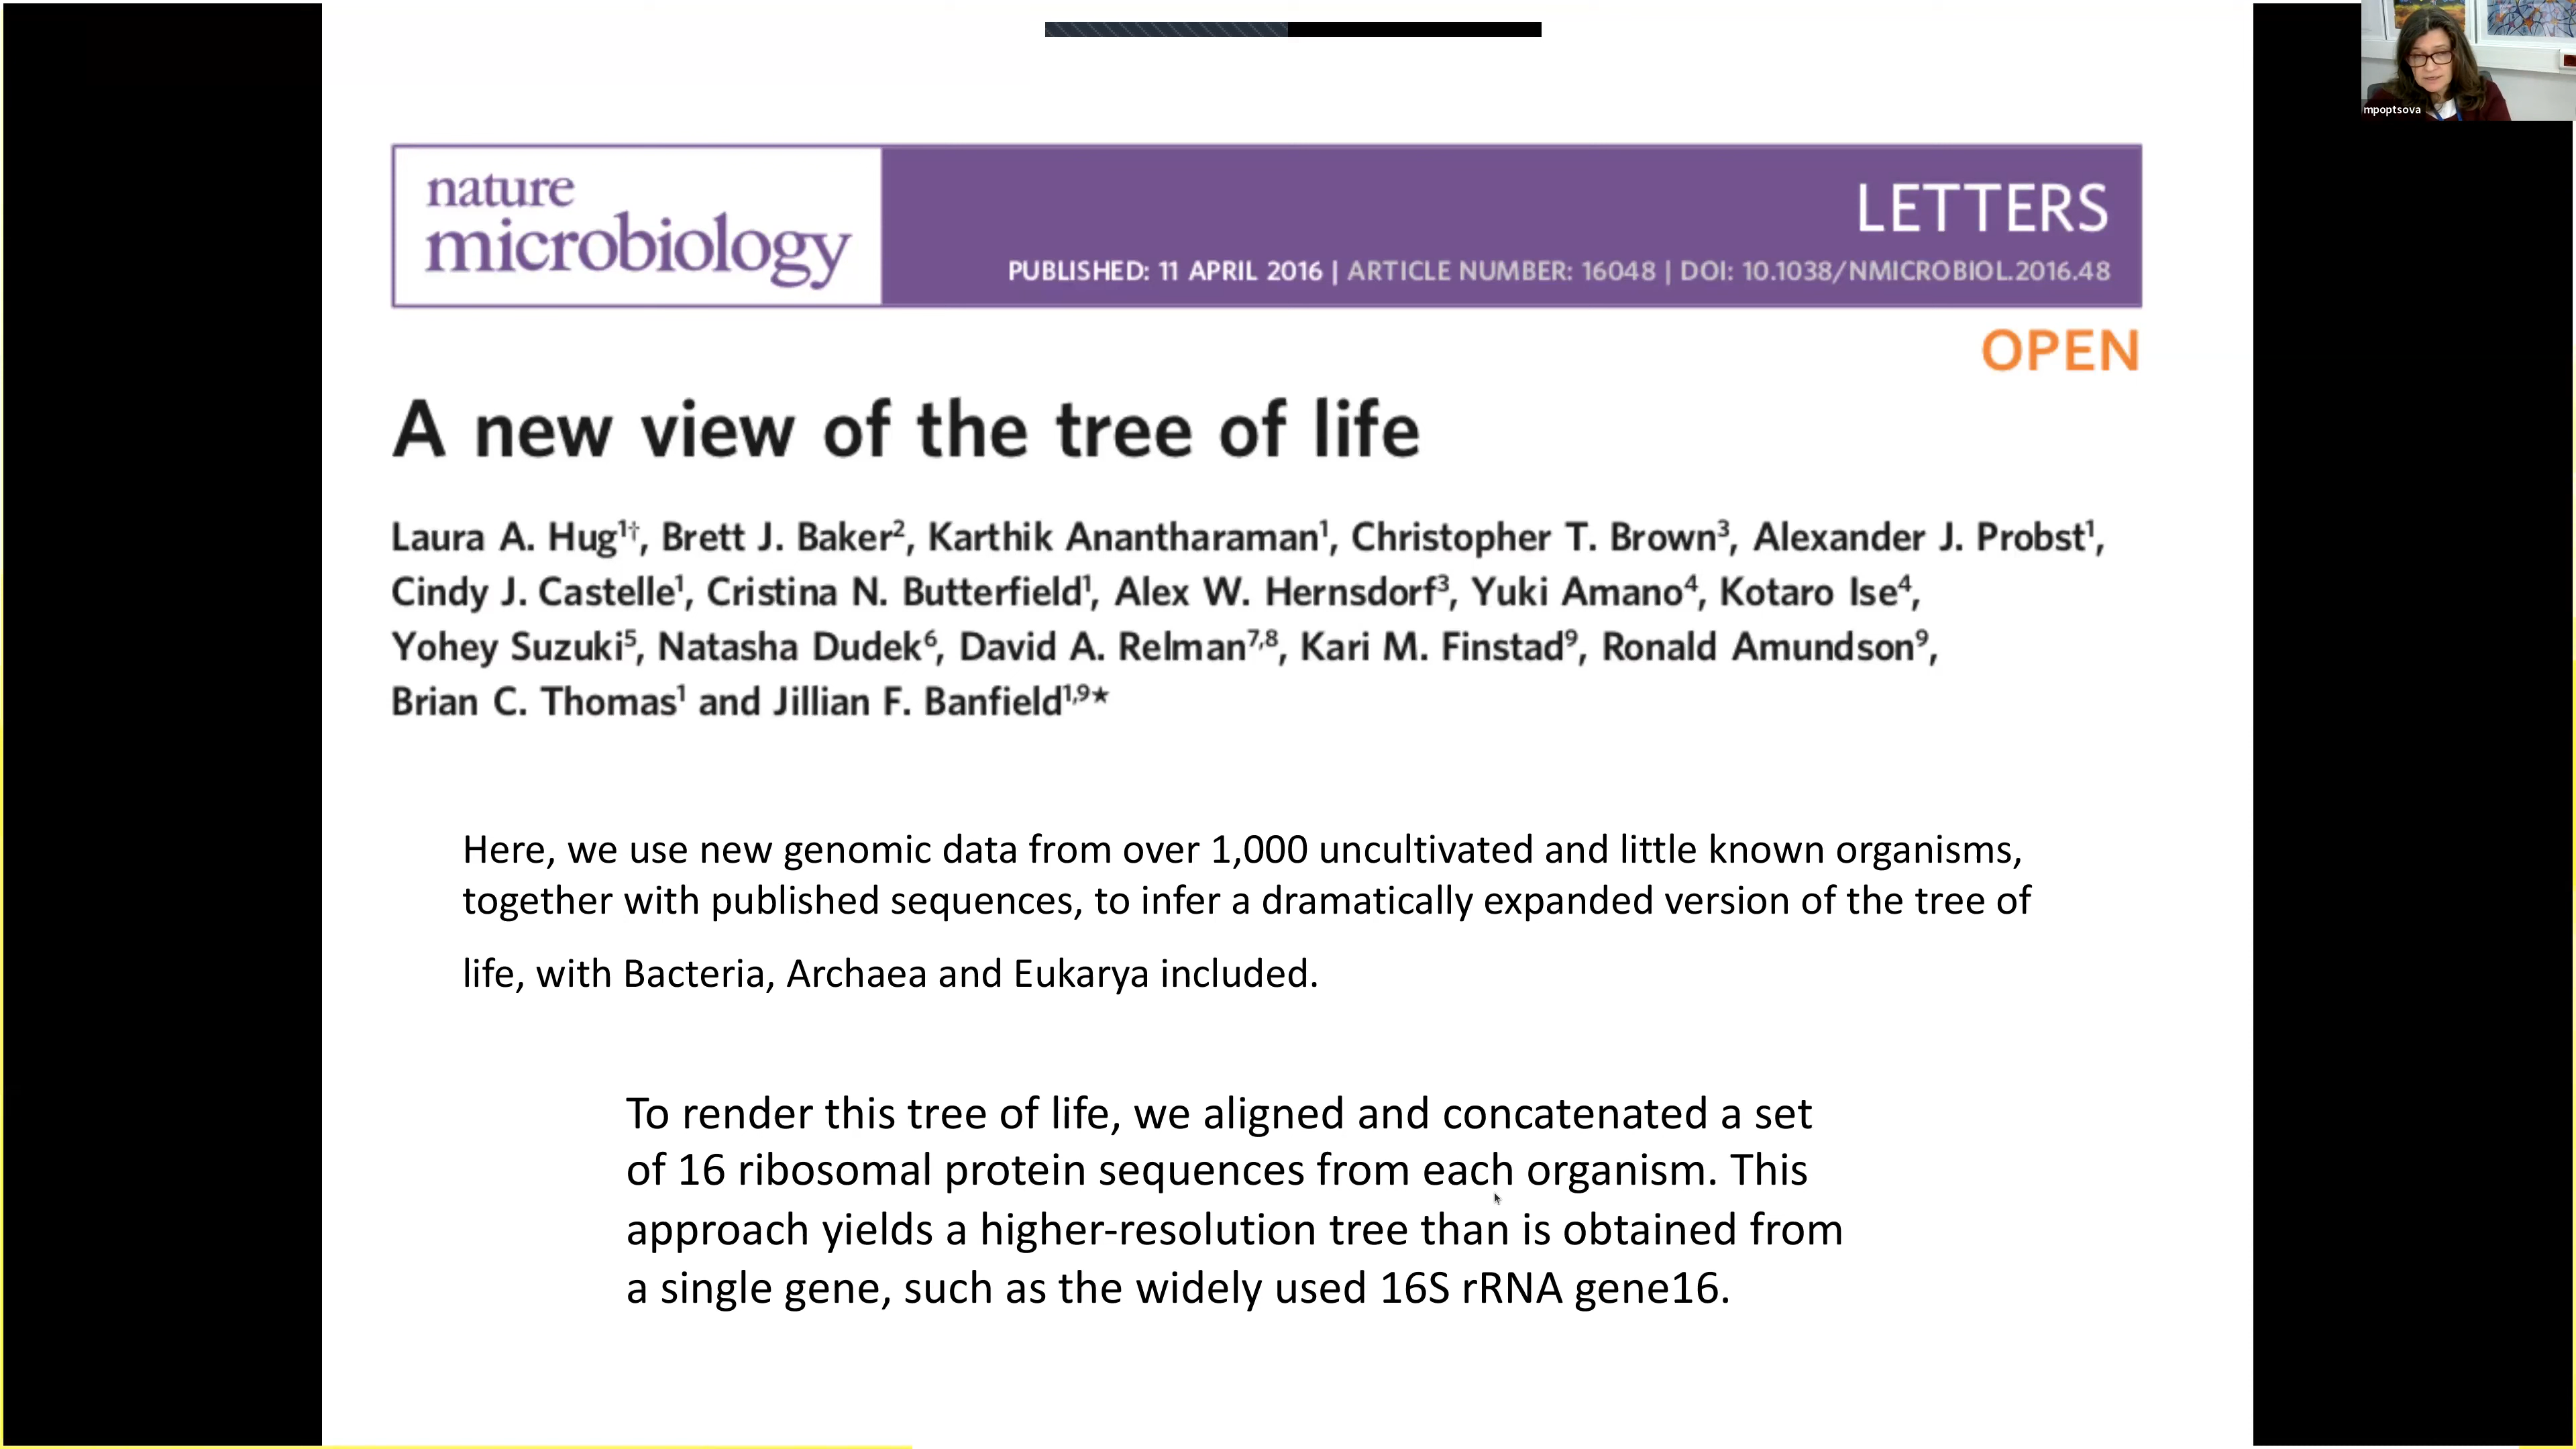 mpoptsova
nature
microbiology
LETTERS
PUBLISHED: 11 APRIL 2016 | ARTICLE NUMBER: 16048 | DOI: 10.1038/NMICROBIOL.2016.48
OPEN
A new view of the tree of life
Laura A. Hug¹†, Brett J. Baker², Karthik Anantharaman¹, Christopher T. Brown³, Alexander J. Probst¹,
Cindy J. Castelle¹, Cristina N. Butterfield¹, Alex W. Hernsdorf³, Yuki Amano⁴, Kotaro Ise⁴,
Yohey Suzuki⁵, Natasha Dudek⁶, David A. Relman⁷,⁸, Kari M. Finstad⁹, Ronald Amundson⁹,
Brian C. Thomas¹ and Jillian F. Banfield¹,⁹★
Here, we use new genomic data from over 1,000 uncultivated and little known organisms,
together with published sequences, to infer a dramatically expanded version of the tree of
life, with Bacteria, Archaea and Eukarya included.
To render this tree of life, we aligned and concatenated a set
of 16 ribosomal protein sequences from each organism. This
approach yields a higher-resolution tree than is obtained from
a single gene, such as the widely used 16S rRNA gene16.